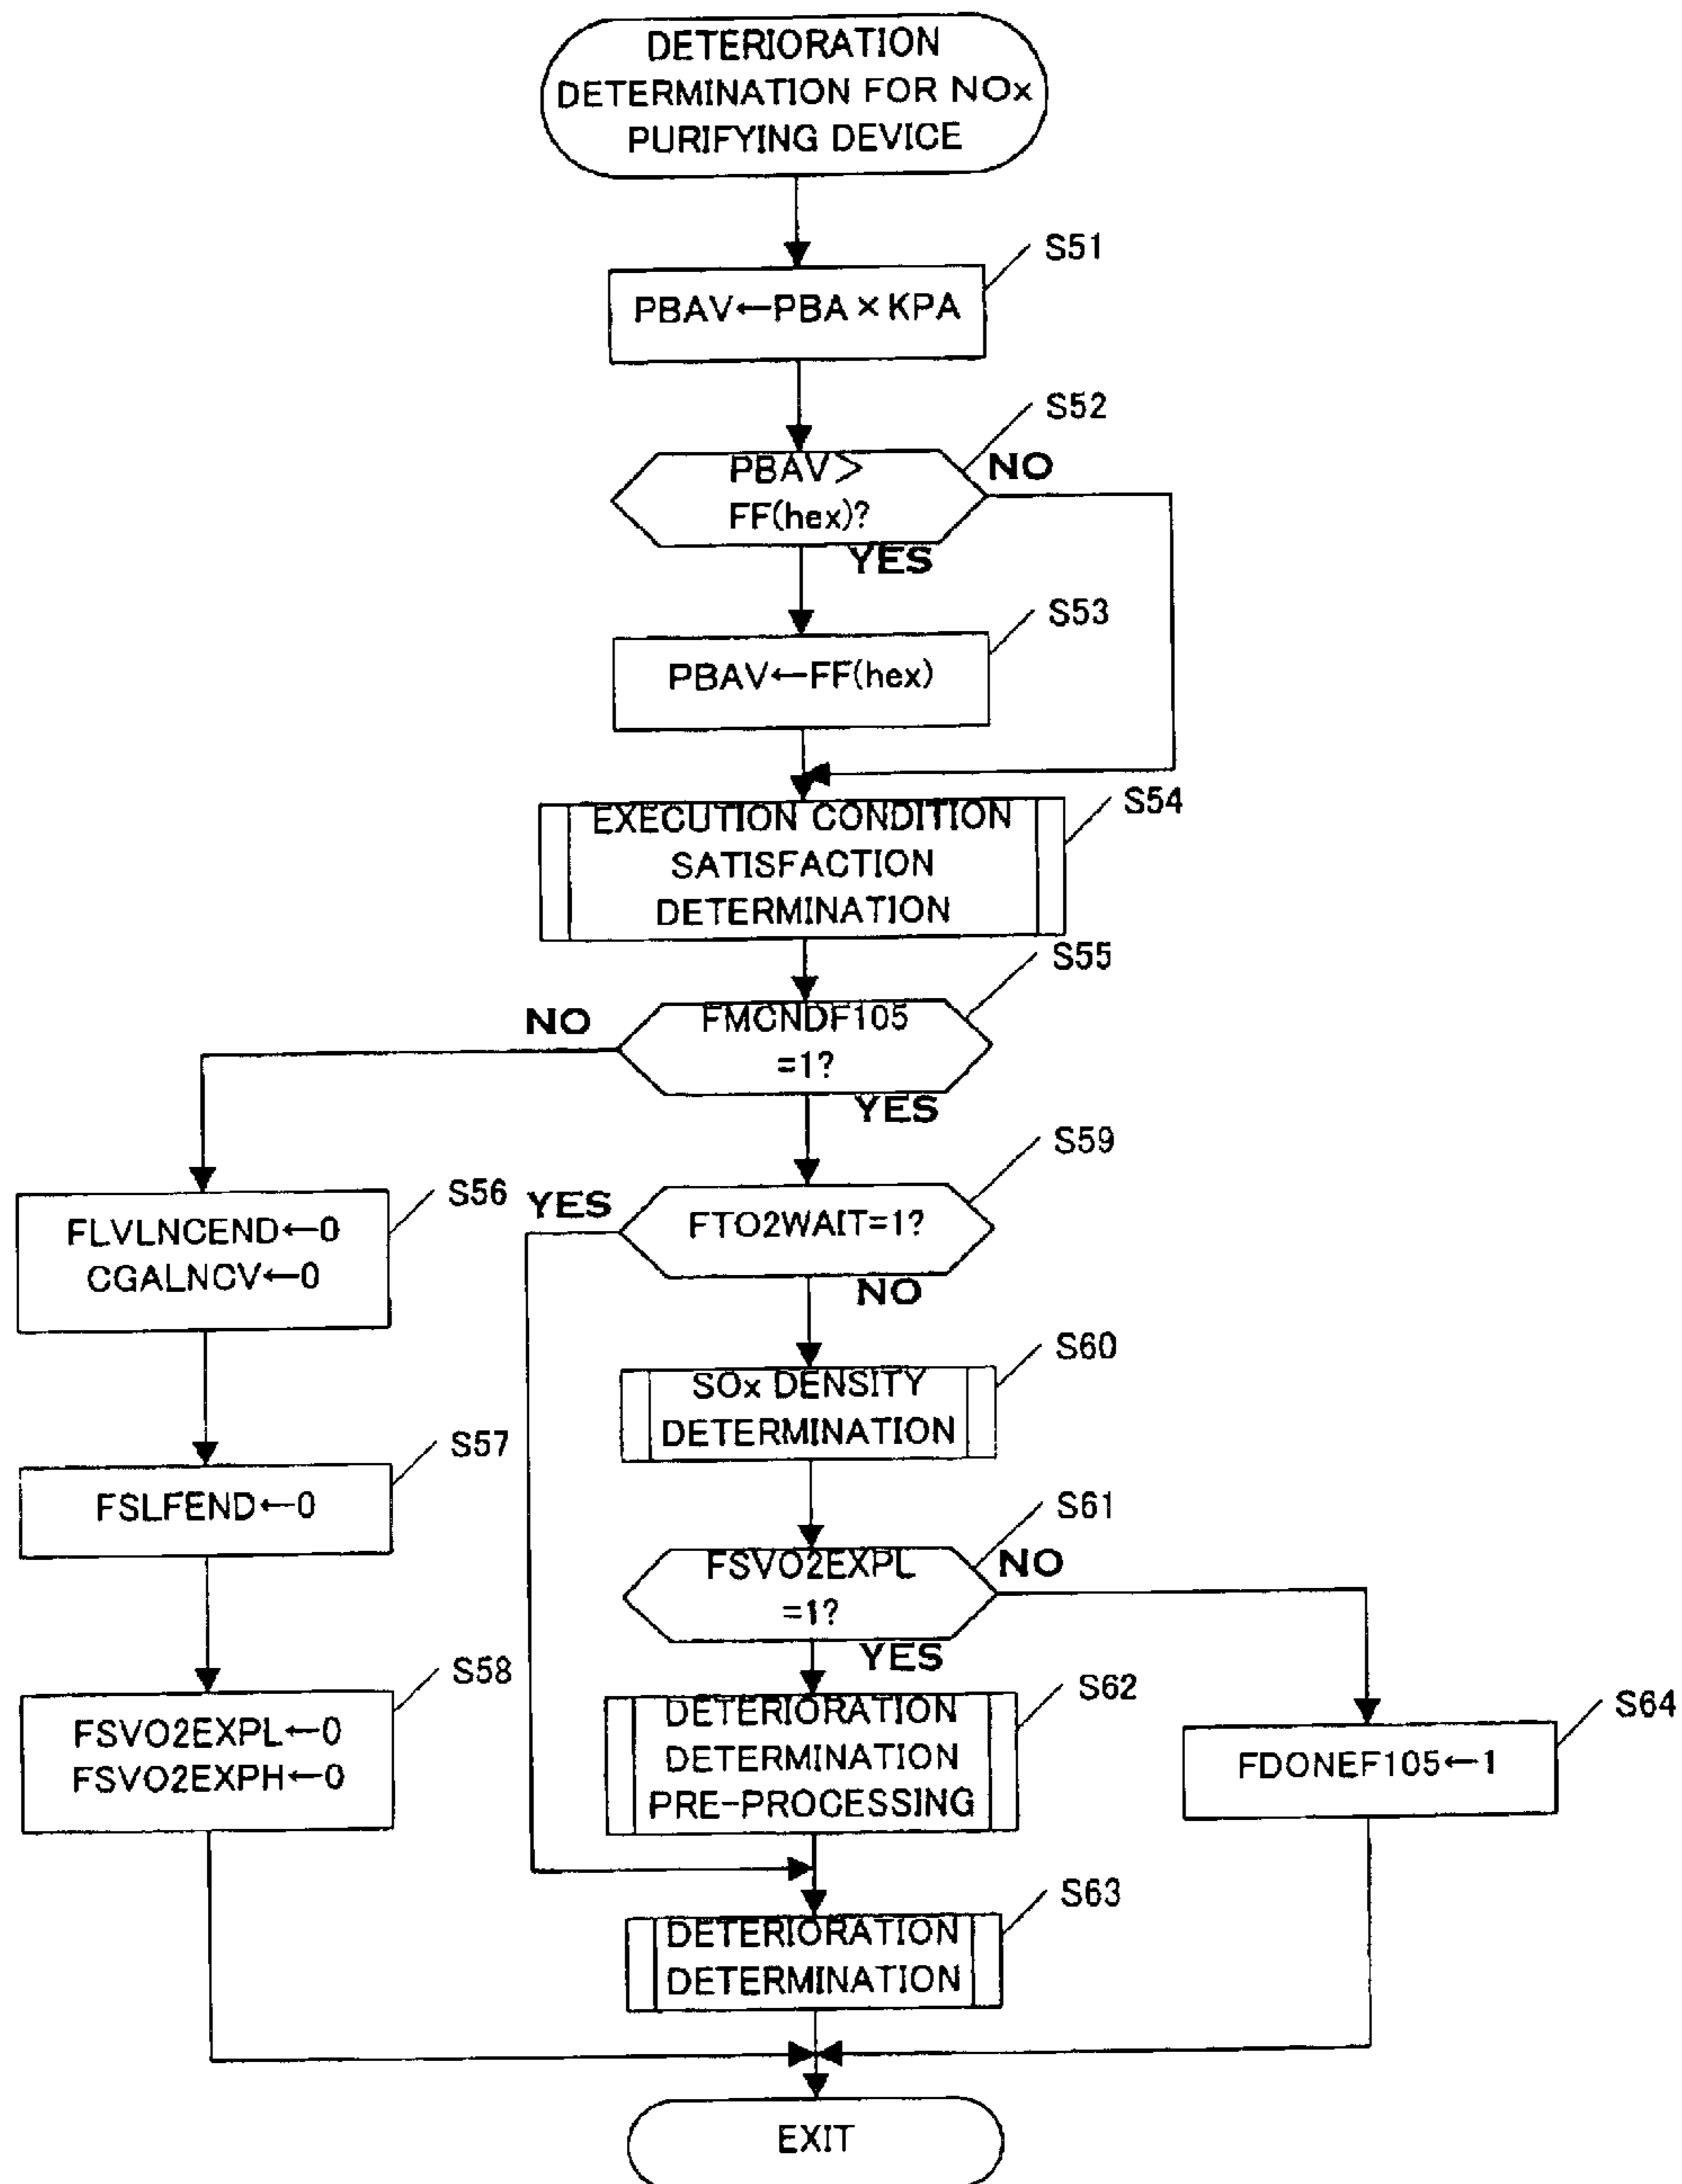 DETERIORATION
DETERMINATION FOR NOx
PURIFYING DEVICE
S51
PBAV←PBA×KPA
S52
PBAV>
FF(hex)?
NO
YES
S53
PBAV←FF(hex)
S54
EXECUTION CONDITION
SATISFACTION
DETERMINATION
S55
FMCNDF105
=1?
NO
YES
S56
FLVLNCEND←0
CGALNCV←0
S59
YES
FTO2WAIT=1?
NO
S60
SOx DENSITY
DETERMINATION
S57
FSLFEND←0
S61
FSVO2EXPL
=1?
NO
YES
S58
FSVO2EXPL←0
FSVO2EXPH←0
S62
DETERIORATION
DETERMINATION
PRE-PROCESSING
S64
FDONEF105←1
S63
DETERIORATION
DETERMINATION
EXIT